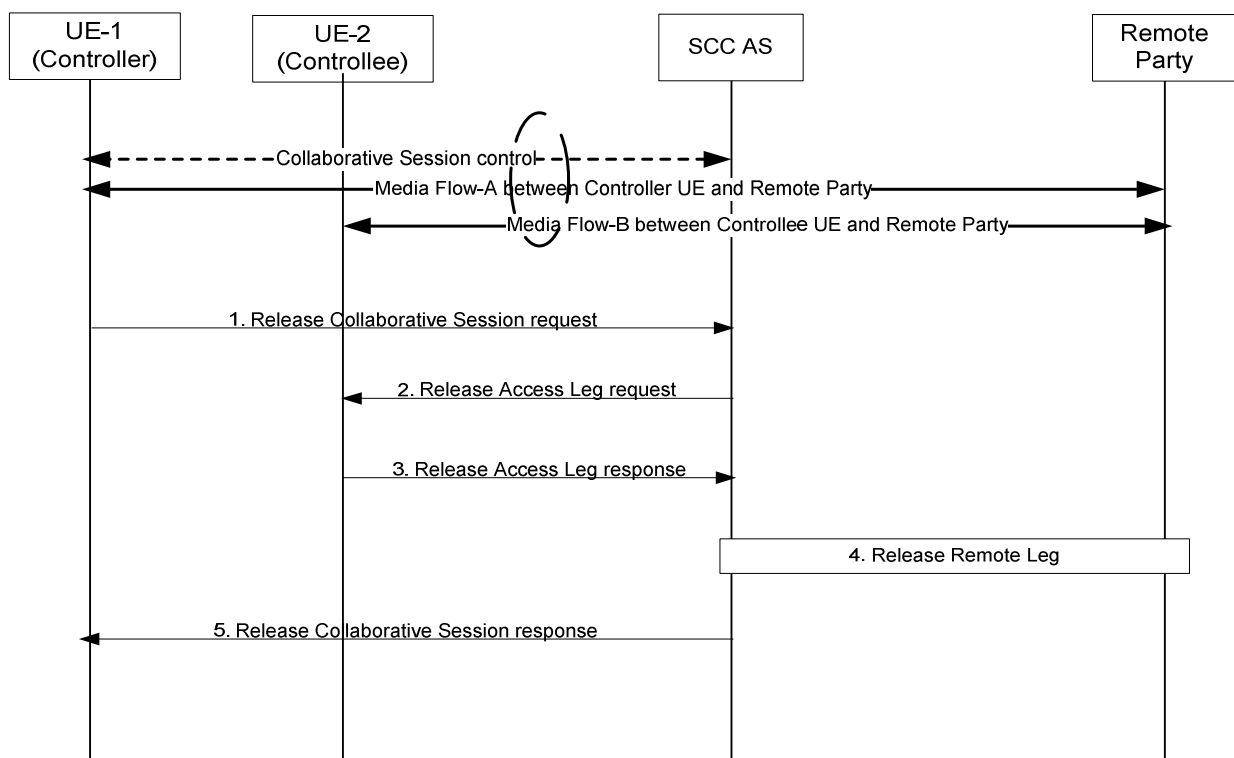 UE-1
(Controller)
UE-2
(Controllee)
SCC AS
Remote
Party
Collaborative Session control
Media Flow-A between Controller UE and Remote Party
Media Flow-B between Controllee UE and Remote Party
1. Release Collaborative Session request
2. Release Access Leg request
3. Release Access Leg response
4. Release Remote Leg
5. Release Collaborative Session response